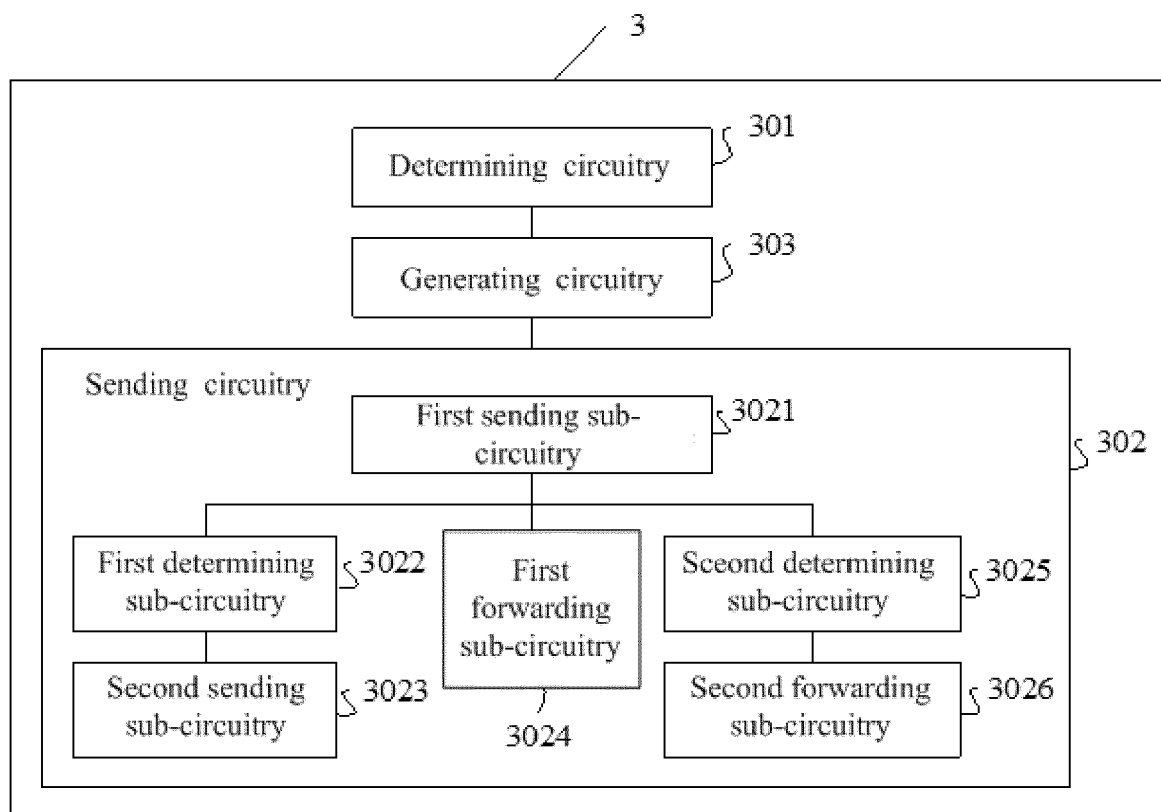 3
301
Determining circuitry
303
Generating circuitry
Sending circuitry
3021
First sending sub-
circuitry
302
First determining
sub-circuitry
3022
First
forwarding
sub-circuitry
Sceond determining
sub-circuitry
3025
Second sending
sub-circuitry
3023
3024
Second forwarding
sub-circuitry
3026